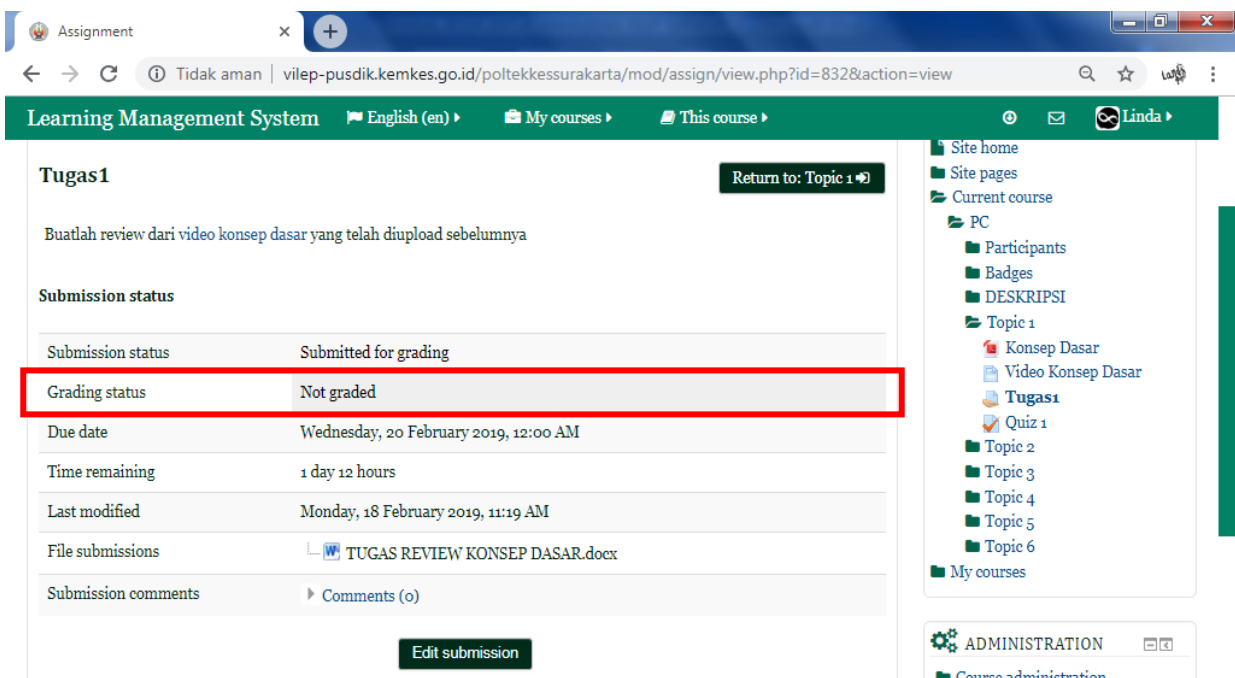 Assignment
Tidak aman | vilep-pusdik.kemkes.go.id/poltekkessurakarta/mod/assign/view.php?id=832&action=view
Learning Management System English (en) My courses This course Linda
Tugas1
Return to: Topic 1
Buatlah review dari video konsep dasar yang telah diupload sebelumnya
Submission status
Submission status Submitted for grading
Grading status Not graded
Due date Wednesday, 20 February 2019, 12:00 AM
Time remaining 1 day 12 hours
Last modified Monday, 18 February 2019, 11:19 AM
File submissions TUGAS REVIEW KONSEP DASAR.docx
Submission comments Comments (0)
Edit submission
Site home
Site pages
Current course
PC
Participants
Badges
DESKRIPSI
Topic 1
Konsep Dasar
Video Konsep Dasar
Tugas1
Quiz 1
Topic 2
Topic 3
Topic 4
Topic 5
Topic 6
My courses
ADMINISTRATION
Course administration